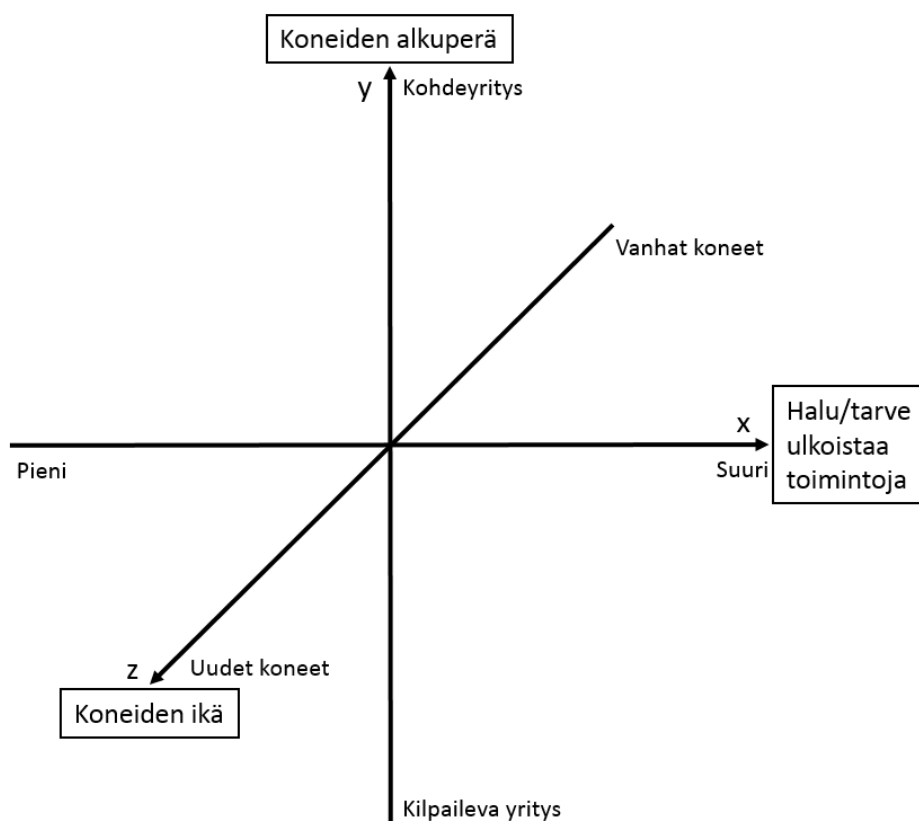 Koneiden alkuperä
y
Kohdeyritys
Vanhat koneet
x
Halu/tarve
ulkoistaa
toimintoja
Pieni
Suuri
z
Uudet koneet
Koneiden ikä
Kilpaileva yritys